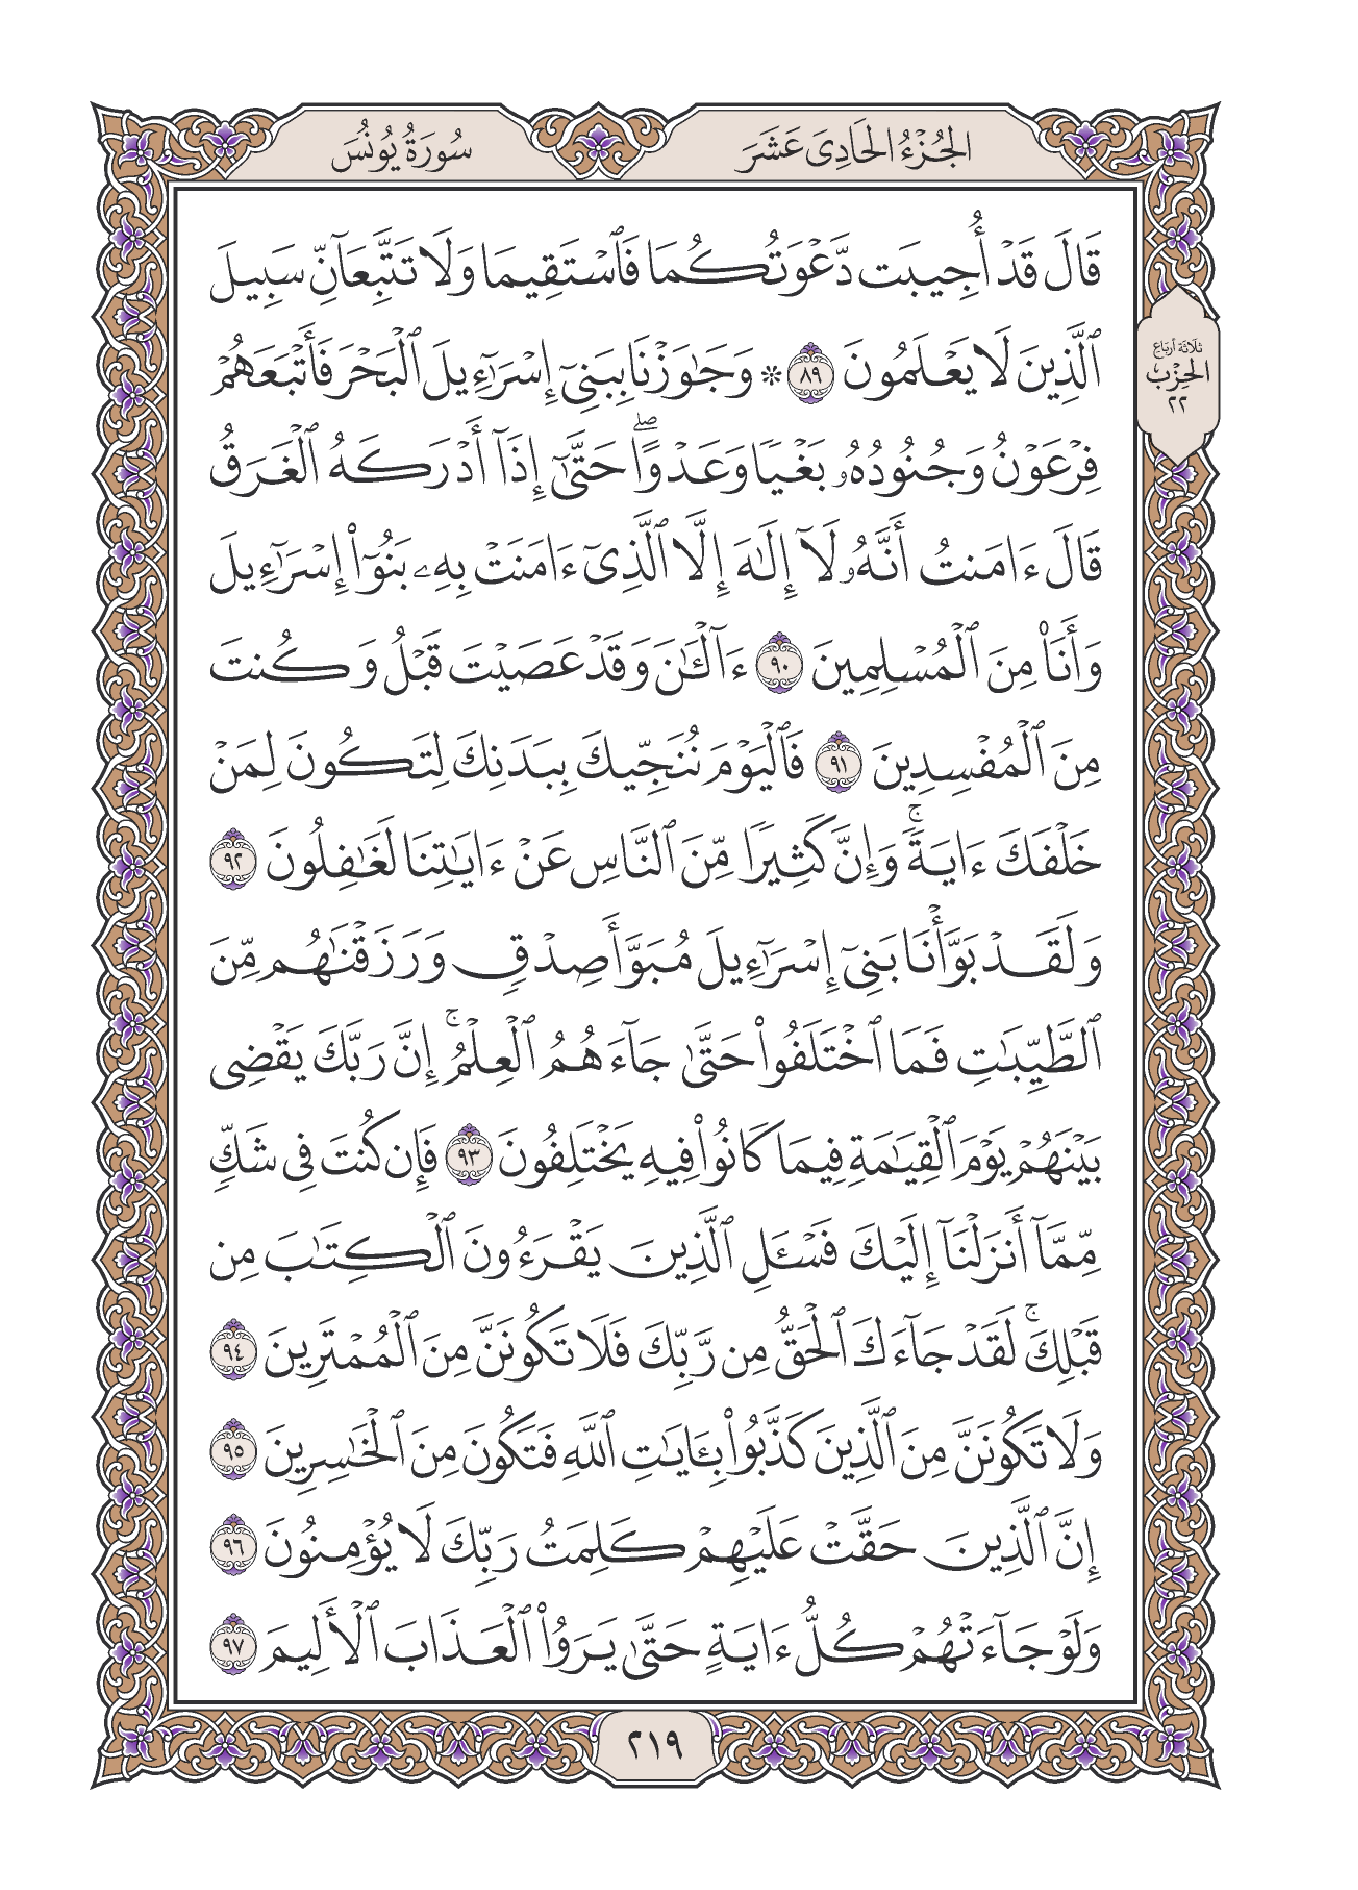 الجُزْءُ الحَادِىَ عَشَرَ
سُورَةُ يُونُسَ
قَالَ قَدۡ أُجِيبَت دَّعۡوَتُكُمَا فَٱسۡتَقِيمَا وَلَا تَتَّبِعَآنِّ سَبِيلَ
ٱلَّذِينَ لَا يَعۡلَمُونَ ٨٩ ۞ وَجَٰوَزۡنَا بِبَنِيٓ إِسۡرَٰٓءِيلَ ٱلۡبَحۡرَ فَأَتۡبَعَهُمۡ
ثلاثة أرباع
الحِزْب
٢٢
فِرۡعَوۡنُ وَجُنُودُهُۥ بَغۡيٗا وَعَدۡوًاۖ حَتَّىٰٓ إِذَآ أَدۡرَكَهُ ٱلۡغَرَقُ
قَالَ ءَامَنتُ أَنَّهُۥ لَآ إِلَٰهَ إِلَّا ٱلَّذِيٓ ءَامَنَتۡ بِهِۦ بَنُوٓاْ إِسۡرَٰٓءِيلَ
وَأَنَا۠ مِنَ ٱلۡمُسۡلِمِينَ ٩٠ ءَآلۡـَٰٔنَ وَقَدۡ عَصَيۡتَ قَبۡلُ وَكُنتَ
مِنَ ٱلۡمُفۡسِدِينَ ٩١ فَٱلۡيَوۡمَ نُنَجِّيكَ بِبَدَنِكَ لِتَكُونَ لِمَنۡ
خَلۡفَكَ ءَايَةٗۚ وَإِنَّ كَثِيرٗا مِّنَ ٱلنَّاسِ عَنۡ ءَايَٰتِنَا لَغَٰفِلُونَ ٩٢
وَلَقَدۡ بَوَّأۡنَا بَنِيٓ إِسۡرَٰٓءِيلَ مُبَوَّأَ صِدۡقٖ وَرَزَقۡنَٰهُم مِّنَ
ٱلطَّيِّبَٰتِ فَمَا ٱخۡتَلَفُواْ حَتَّىٰ جَآءَهُمُ ٱلۡعِلۡمُۚ إِنَّ رَبَّكَ يَقۡضِي
بَيۡنَهُمۡ يَوۡمَ ٱلۡقِيَٰمَةِ فِيمَا كَانُواْ فِيهِ يَخۡتَلِفُونَ ٩٣ فَإِن كُنتَ فِي شَكّٖ
مِّمَّآ أَنزَلۡنَآ إِلَيۡكَ فَسۡـَٔلِ ٱلَّذِينَ يَقۡرَءُونَ ٱلۡكِتَٰبَ مِن
قَبۡلِكَۚ لَقَدۡ جَآءَكَ ٱلۡحَقُّ مِن رَّبِّكَ فَلَا تَكُونَنَّ مِنَ ٱلۡمُمۡتَرِينَ ٩٤
وَلَا تَكُونَنَّ مِنَ ٱلَّذِينَ كَذَّبُواْ بِـَٔايَٰتِ ٱللَّهِ فَتَكُونَ مِنَ ٱلۡخَٰسِرِينَ ٩٥
إِنَّ ٱلَّذِينَ حَقَّتۡ عَلَيۡهِمۡ كَلِمَتُ رَبِّكَ لَا يُؤۡمِنُونَ ٩٦
وَلَوۡ جَآءَتۡهُمۡ كُلُّ ءَايَةٍ حَتَّىٰ يَرَوُاْ ٱلۡعَذَابَ ٱلۡأَلِيمَ ٩٧
٢١٩